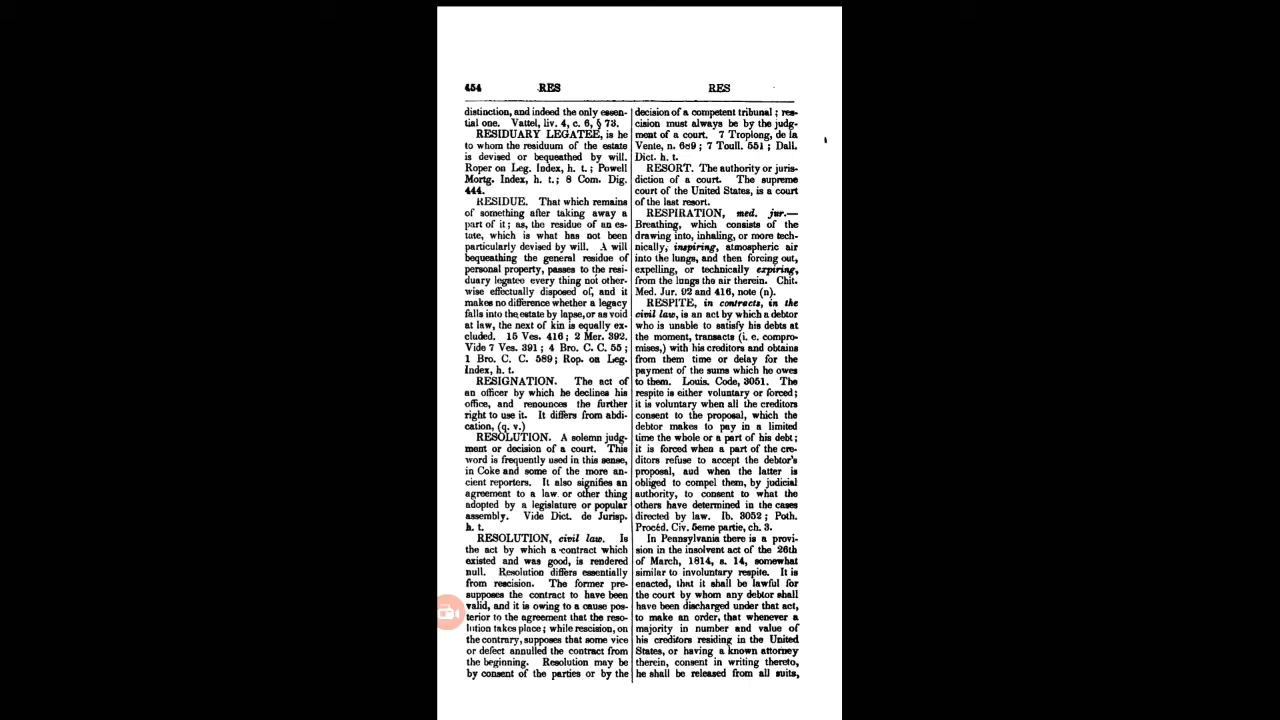 454 RES RES
distinction, and indeed the only essen-
tial one. Vattel, liv. 4, c. 6, § 73.
RESIDUARY LEGATEE, is he
to whom the residuum of the estate
is devised or bequeathed by will.
Roper on Leg. Index, h. t.; Powell
Mortg. Index, h. t.; 8 Com. Dig.
444.
RESIDUE. That which remains
of something after taking away a
part of it; as, the residue of an es-
tate, which is what has not been
particularly devised by will. A will
bequeathing the general residue of
personal property, passes to the resi-
duary legatee every thing not other-
wise effectually disposed of, and it
makes no difference whether a legacy
falls into the estate by lapse, or as void
at law, the next of kin is equally ex-
cluded. 15 Ves. 416; 2 Mer. 392.
Vide 7 Ves. 391; 4 Bro. C. C. 55;
1 Bro. C. C. 589; Rop. on Leg.
Index, h. t.
RESIGNATION. The act of
an officer by which he declines his
office, and renounces the further
right to use it. It differs from abdi-
cation, (q. v.)
RESOLUTION. A solemn judg-
ment or decision of a court. This
word is frequently used in this sense,
in Coke and some of the more an-
cient reporters. It also signifies an
agreement to a law or other thing
adopted by a legislature or popular
assembly. Vide Dict. de Jurisp.
h. t.
RESOLUTION, civil law. Is
the act by which a contract which
existed and was good, is rendered
null. Resolution differs essentially
from rescision. The former pre-
supposes the contract to have been
valid, and it is owing to a cause pos-
terior to the agreement that the reso-
lution takes place; while rescision, on
the contrary, supposes that some vice
or defect annulled the contract from
the beginning. Resolution may be
by consent of the parties or by the
decision of a competent tribunal; res-
cision must always be by the judg-
ment of a court. 7 Troplong, de la
Vente, n. 689; 7 Toull. 551; Dall.
Dict. h. t.
RESORT. The authority or juris-
diction of a court. The supreme
court of the United States, is a court
of the last resort.
RESPIRATION, med. jur.—
Breathing, which consists of the
drawing into, inhaling, or more tech-
nically, inspiring, atmospheric air
into the lungs, and then forcing out,
expelling, or technically expiring,
from the lungs the air therein. Chit.
Med. Jur. 92 and 416, note (n).
RESPITE, in contracts, in the
civil law, is an act by which a debtor
who is unable to satisfy his debts at
the moment, transacts (i. e. compro-
mises,) with his creditors and obtains
from them time or delay for the
payment of the sums which he owes
to them. Louis. Code, 3051. The
respite is either voluntary or forced;
it is voluntary when all the creditors
consent to the proposal, which the
debtor makes to pay in a limited
time the whole or a part of his debt;
it is forced when a part of the cre-
ditors refuse to accept the debtor's
proposal, and when the latter is
obliged to compel them, by judicial
authority, to consent to what the
others have determined in the cases
directed by law. Ib. 3052; Poth.
Procéd. Civ. 5eme partie, ch. 3.
In Pennsylvania there is a provi-
sion in the insolvent act of the 26th
of March, 1814, s. 14, somewhat
similar to involuntary respite. It is
enacted, that it shall be lawful for
the court by whom any debtor shall
have been discharged under that act,
to make an order, that whenever a
majority in number and value of
his creditors residing in the United
States, or having a known attorney
therein, consent in writing thereto,
he shall be released from all suits,